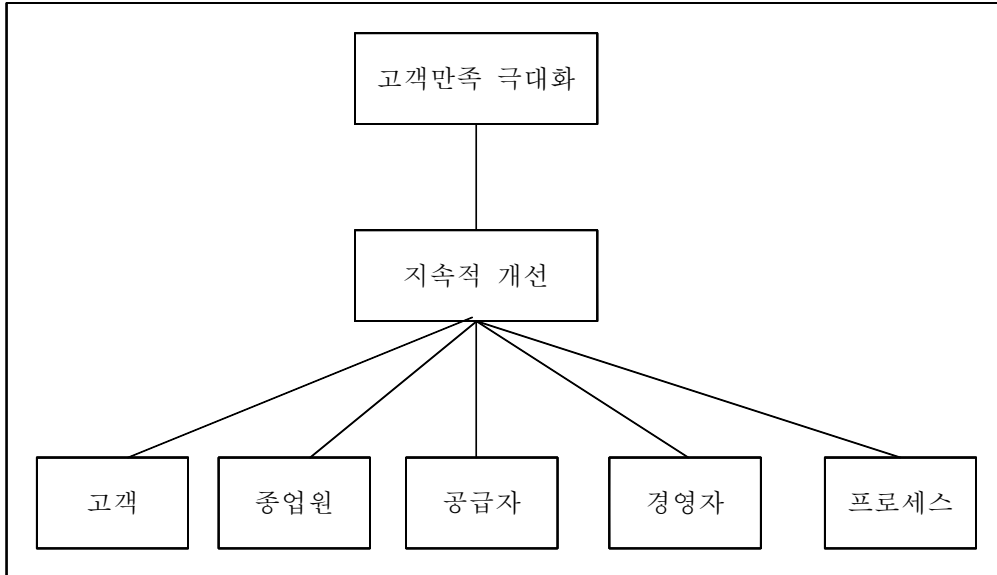 고객만족 극대화
지속적 개선
고객
종업원
공급자
경영자
프로세스